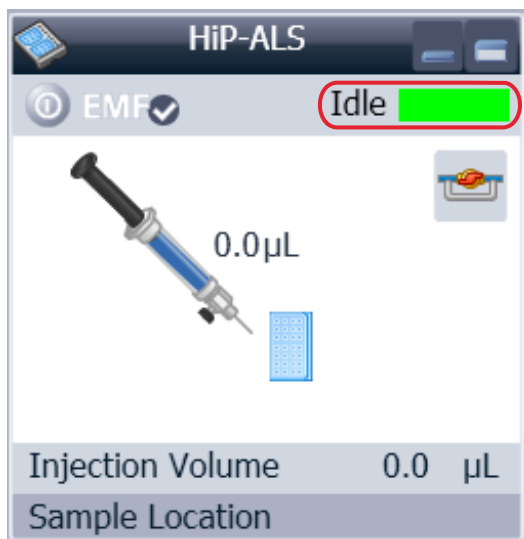 HiP-ALS
EMF Idle
0.0µL
Injection Volume 0.0 µL
Sample Location